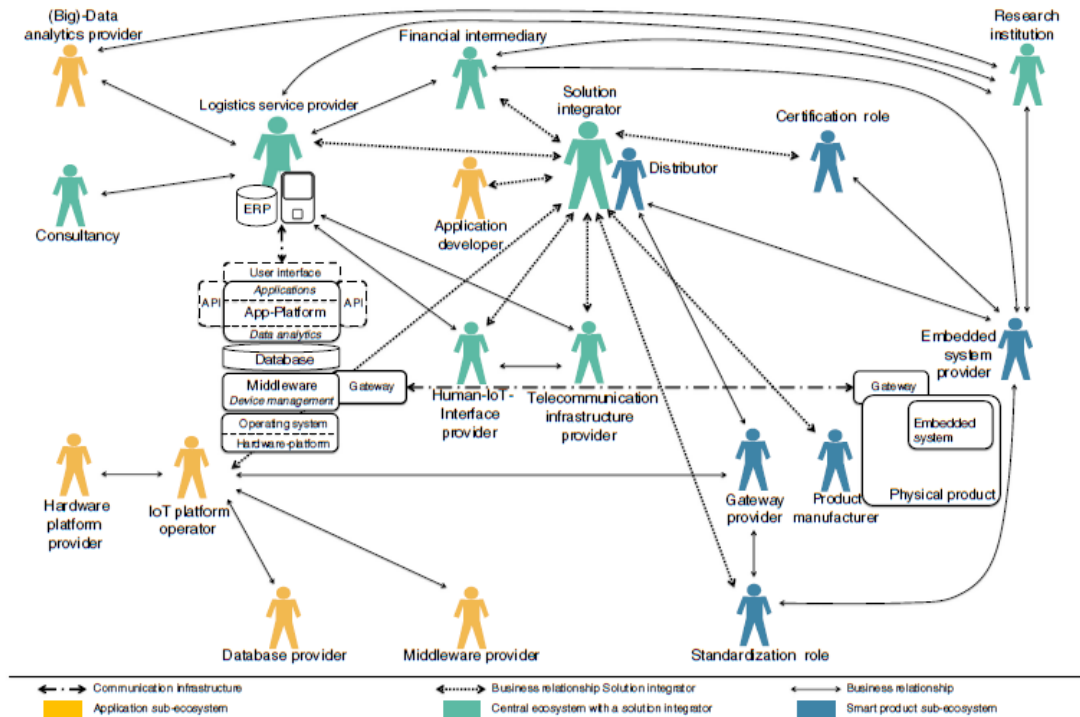 (Big)-Data
analytics provider
Financial intermediary
Research
institution
Logistics service provider
Solution
integrator
Certification role
Distributor
ERP
Consultancy
Application
developer
User interface
Applications
API
App-Platform
API
Data analytics
Database
Middleware
Device management
Gateway
Operating system
Hardware-platform
Human-IoT-
Interface
provider
Telecommunication
infrastructure
provider
Embedded
system
provider
Gateway
Embedded
system
Physical product
Hardware
platform
provider
IoT platform
operator
Gateway
provider
Product
manufacturer
Database provider
Middleware provider
Standardization role
Communication infrastructure
Business relationship Solution integrator
Business relationship
Application sub-ecosystem
Central ecosystem with a solution integrator
Smart product sub-ecosystem